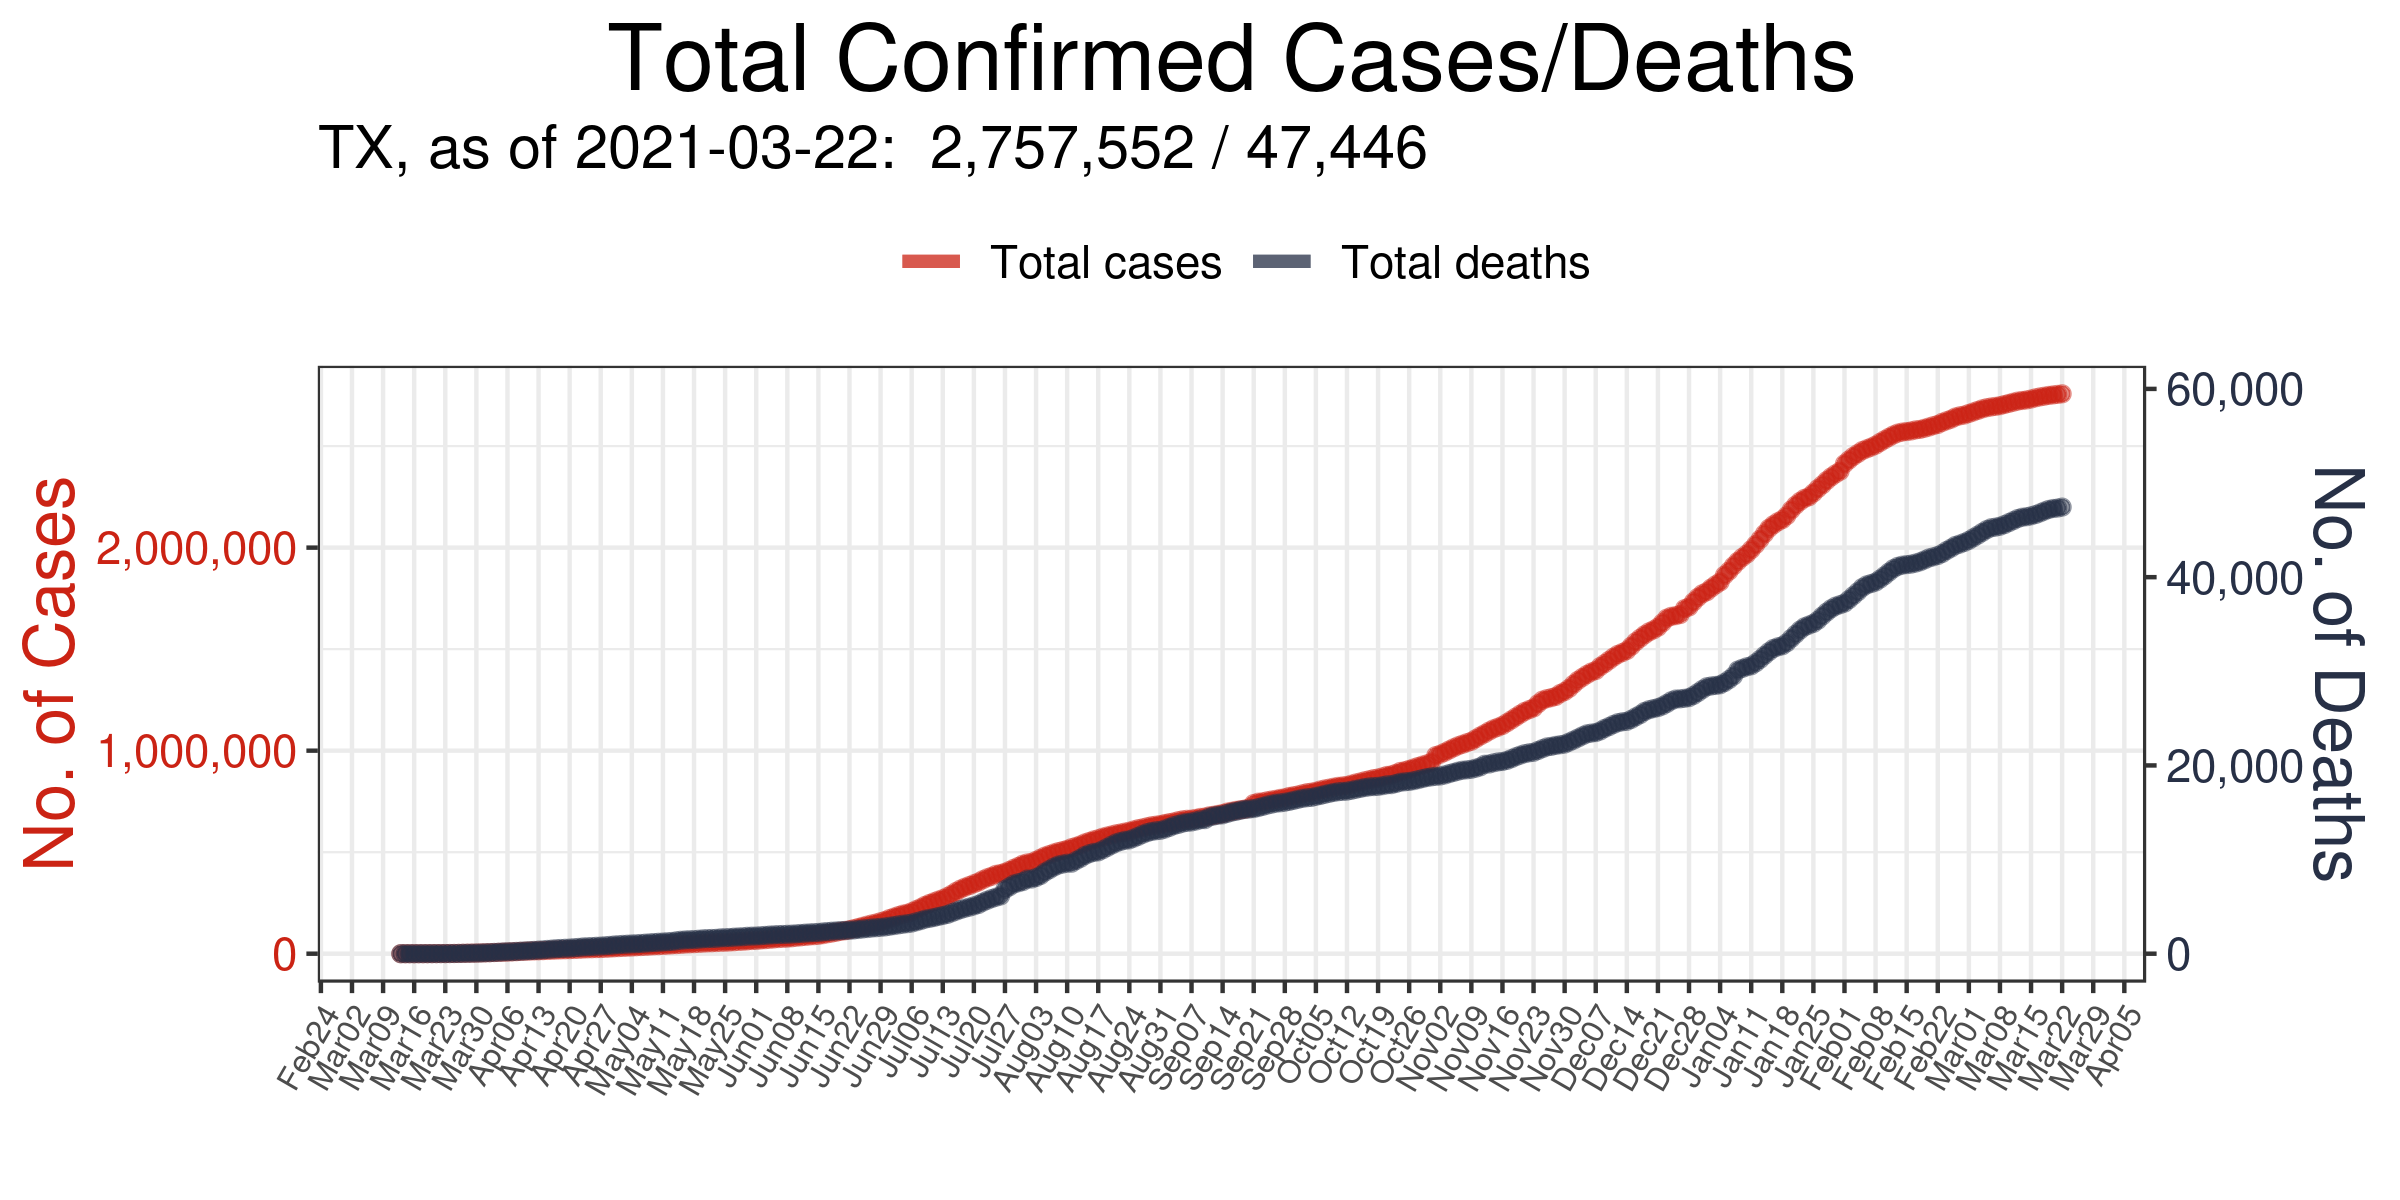 Total Confirmed Cases/Deaths
TX, as of 2021-03-22:  2,757,552 / 47,446
Total cases
Total deaths
No. of Cases
2,000,000
1,000,000
0
60,000
40,000
20,000
0
No. of Deaths
Feb24
Mar02
Mar09
Mar16
Mar23
Mar30
Apr06
Apr13
Apr20
Apr27
May04
May11
May18
May25
Jun01
Jun08
Jun15
Jun22
Jun29
Jul06
Jul13
Jul20
Jul27
Aug03
Aug10
Aug17
Aug24
Aug31
Sep07
Sep14
Sep21
Sep28
Oct05
Oct12
Oct19
Oct26
Nov02
Nov09
Nov16
Nov23
Nov30
Dec07
Dec14
Dec21
Dec28
Jan04
Jan11
Jan18
Jan25
Feb01
Feb08
Feb15
Feb22
Mar01
Mar08
Mar15
Mar22
Mar29
Apr05